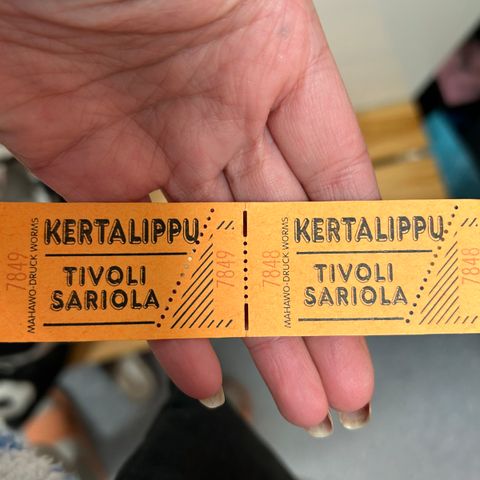 7849
MAHAWO-DRUCK WORMS
KERTALIPPU
TIVOLI
SARIOLA
7849
7848
MAHAWO-DRUCK WORMS
KERTALIPPU
TIVOLI
SARIOLA
7848